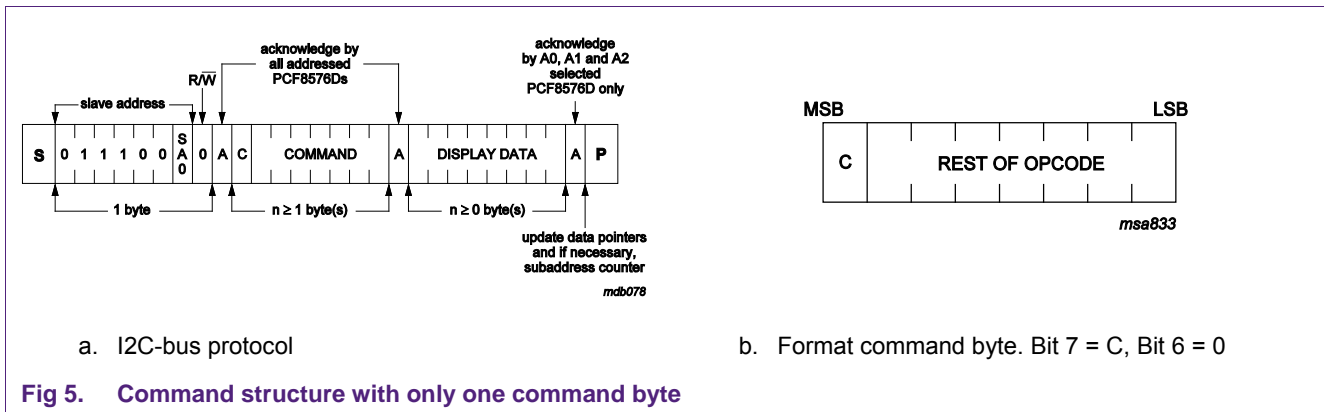 acknowledge by
all addressed
PCF8576Ds
acknowledge
by A0, A1 and A2
selected
PCF8576D only
R/W̅
slave address
S 0 1 1 1 0 0 SA0 0 A C COMMAND A DISPLAY DATA A P
1 byte
n ≥ 1 byte(s)
n ≥ 0 byte(s)
update data pointers
and if necessary,
subaddress counter
mdb078
MSB
LSB
C REST OF OPCODE
msa833
a. I2C-bus protocol
b. Format command byte. Bit 7 = C, Bit 6 = 0
Fig 5. Command structure with only one command byte